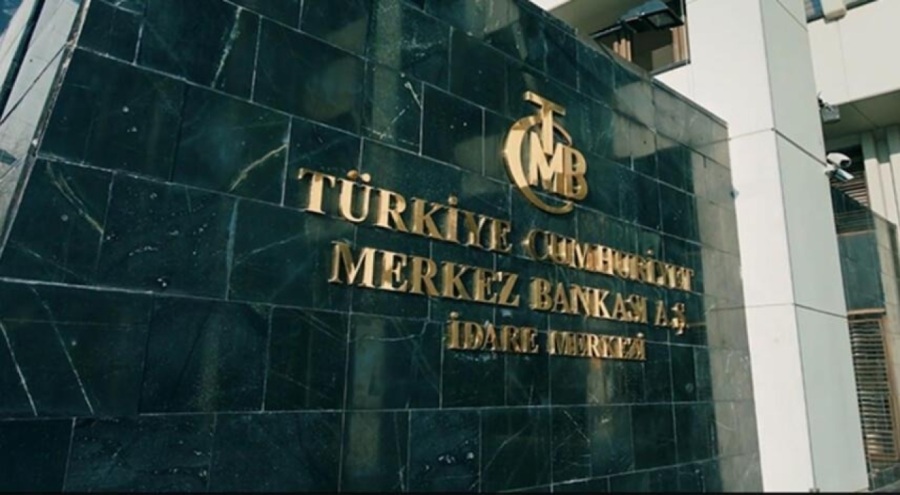 TCMB
TÜRKİYE CUMHURİYET
MERKEZ BANKASI A.Ş.
İDARE MERKEZİ